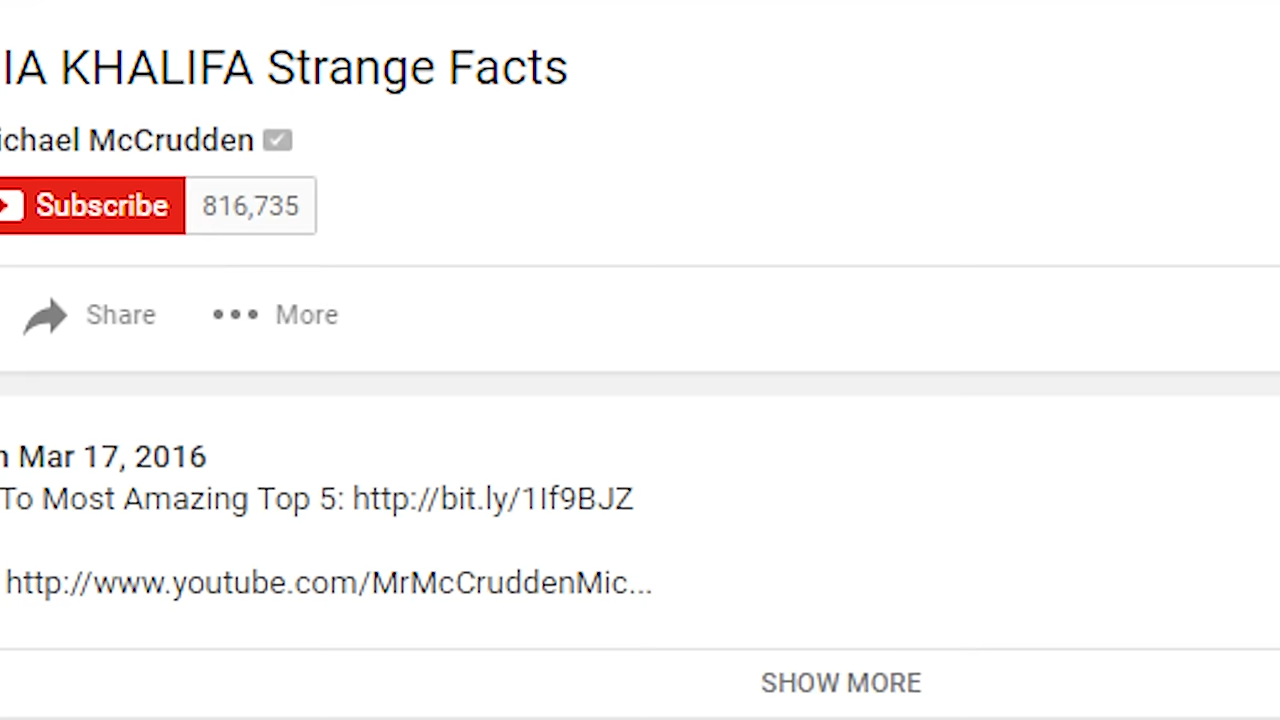 IA KHALIFA Strange Facts
ichael McCrudden
Subscribe 816,735
Share ••• More
n Mar 17, 2016
To Most Amazing Top 5: http://bit.ly/1If9BJZ
http://www.youtube.com/MrMcCruddenMic...
SHOW MORE